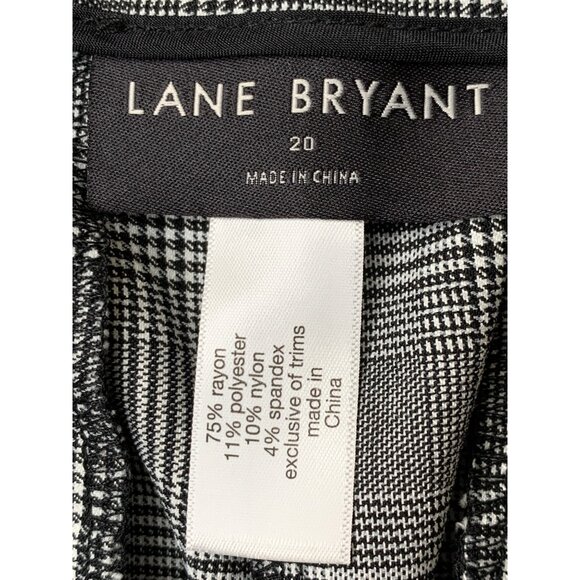 LANE BRYANT
20
MADE IN CHINA
75% rayon
11% polyester
10% nylon
4% spandex
exclusive of trims
made in
China